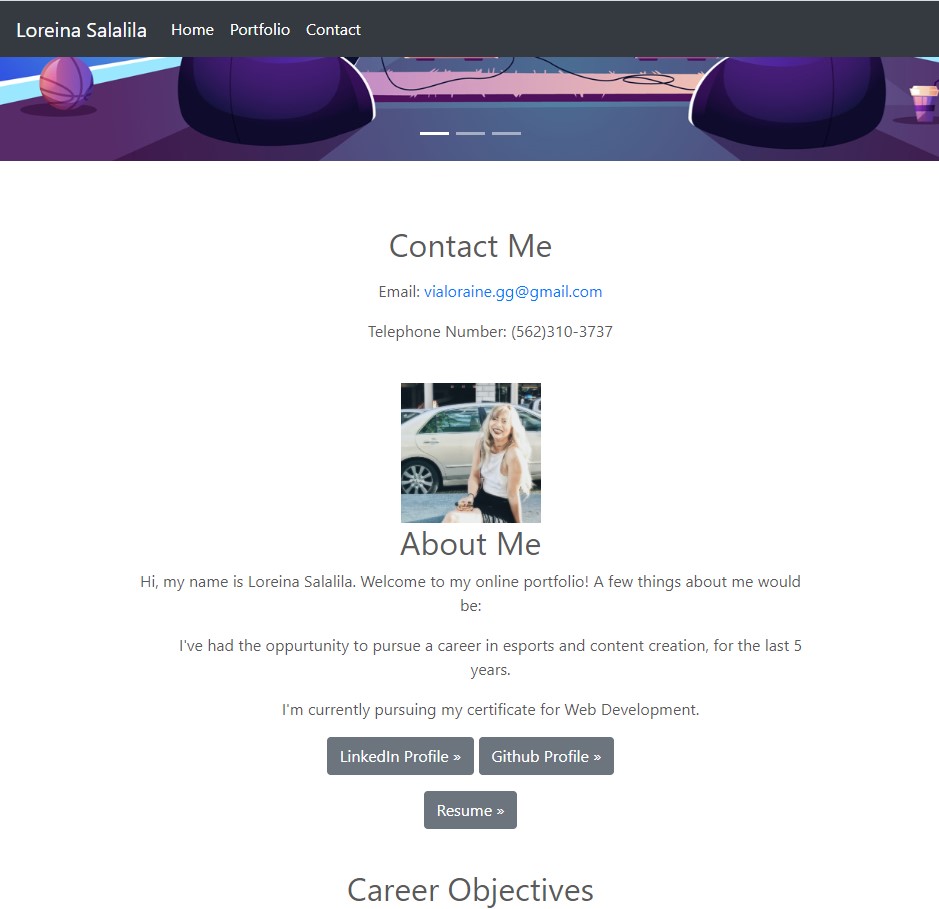 Loreina Salalila Home Portfolio Contact
Contact Me
Email: vialoraine.gg@gmail.com
Telephone Number: (562)310-3737
About Me
Hi, my name is Loreina Salalila. Welcome to my online portfolio! A few things about me would
be:
I've had the oppurtunity to pursue a career in esports and content creation, for the last 5
years.
I'm currently pursuing my certificate for Web Development.
LinkedIn Profile » Github Profile »
Resume »
Career Objectives